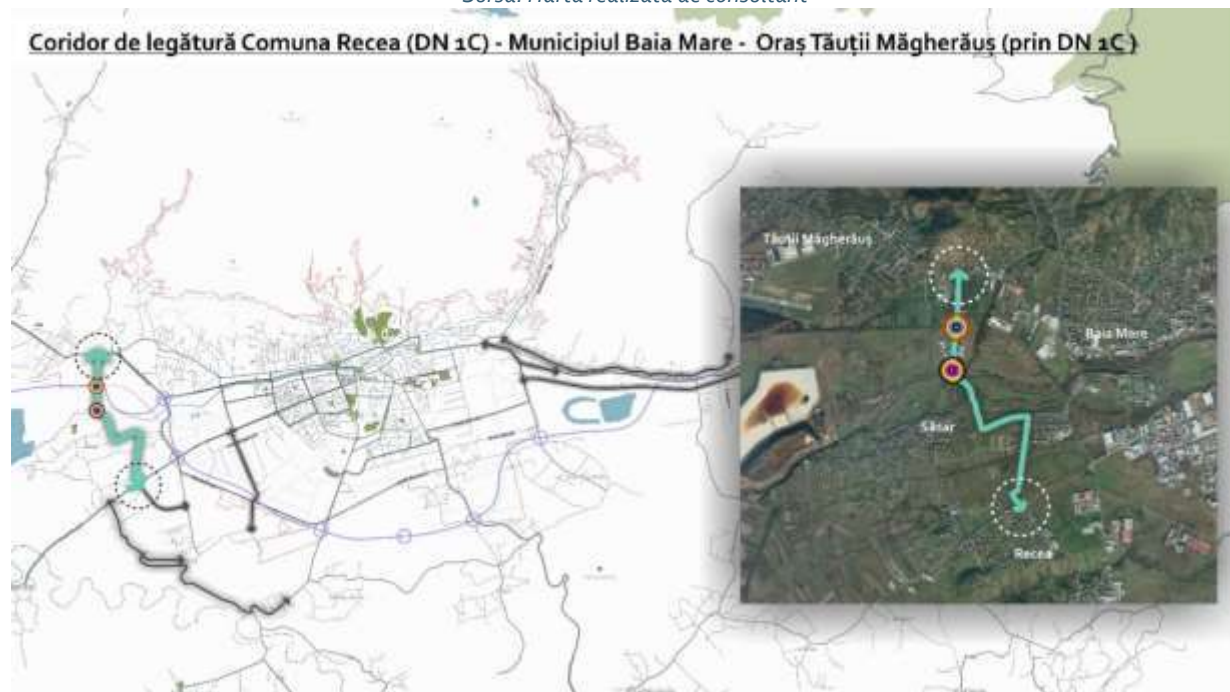 Coridor de legătură Comuna Recea (DN 1C) - Municipiul Baia Mare - Oraș Tăuții Măgherăuș (prin DN 1C )
Tăuții Măgherăuș
Baia Mare
Săsar
Recea